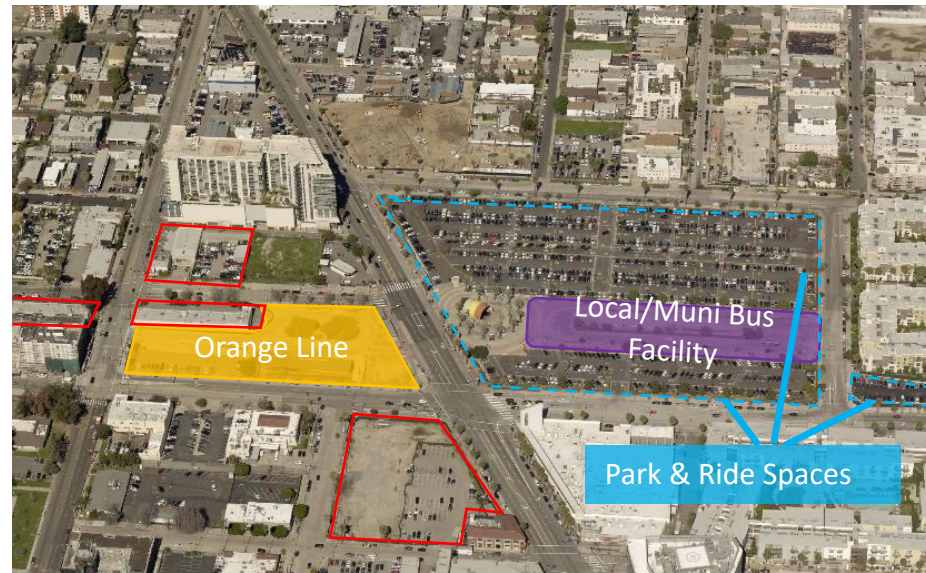 Local/Muni Bus
Facility
Orange Line
Park & Ride Spaces